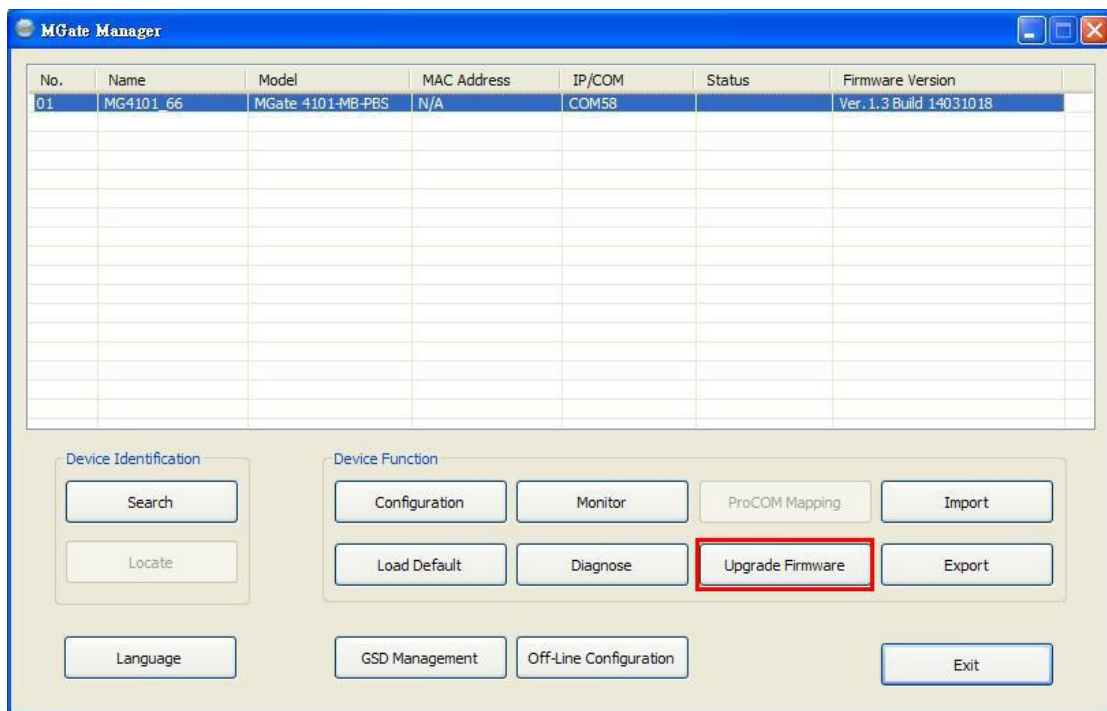 MGate Manager
No. Name Model MAC Address IP/COM Status Firmware Version
01 MG4101_66 MGate 4101-MB-PBS N/A COM58 Ver.1.3 Build 14031018
Device Identification Device Function
Search Configuration Monitor ProCOM Mapping Import
Locate Load Default Diagnose Upgrade Firmware Export
Language GSD Management Off-Line Configuration Exit